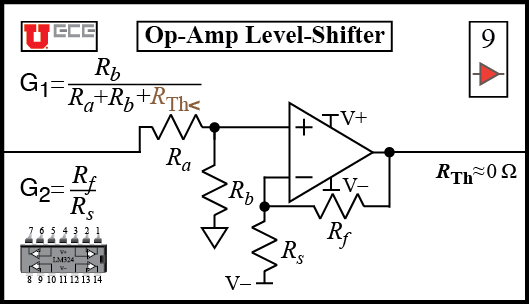 U ECE
Op-Amp Level-Shifter
9
G1= Rb / Ra+Rb+RTh<
V+
Ra
RTh≈0 Ω
G2= Rf / Rs
Rb
V–
Rf
Rs
7 6 5 4 3 2 1
V+
LM324
V–
8 9 10 11 12 13 14
V–